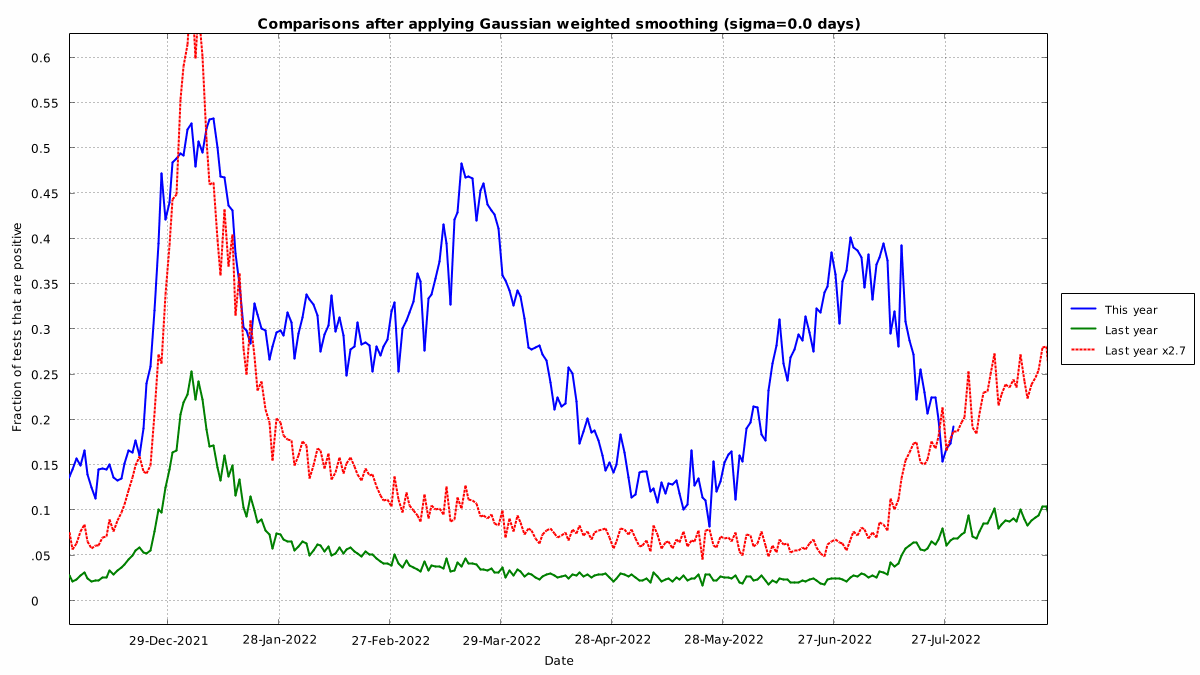 Comparisons after applying Gaussian weighted smoothing (sigma=0.0 days)
0.6
0.55
0.5
0.45
0.4
0.35
0.3
0.25
0.2
0.15
0.1
.05
0
Fraction of tests that are positive
29-Dec-2021
28-Jan-2022
27-Feb-2022
29-Mar-2022
28-Apr-2022
28-May-2022
27-Jun-2022
27-Jul-2022
Date
This year
Last year
Last year x2.7